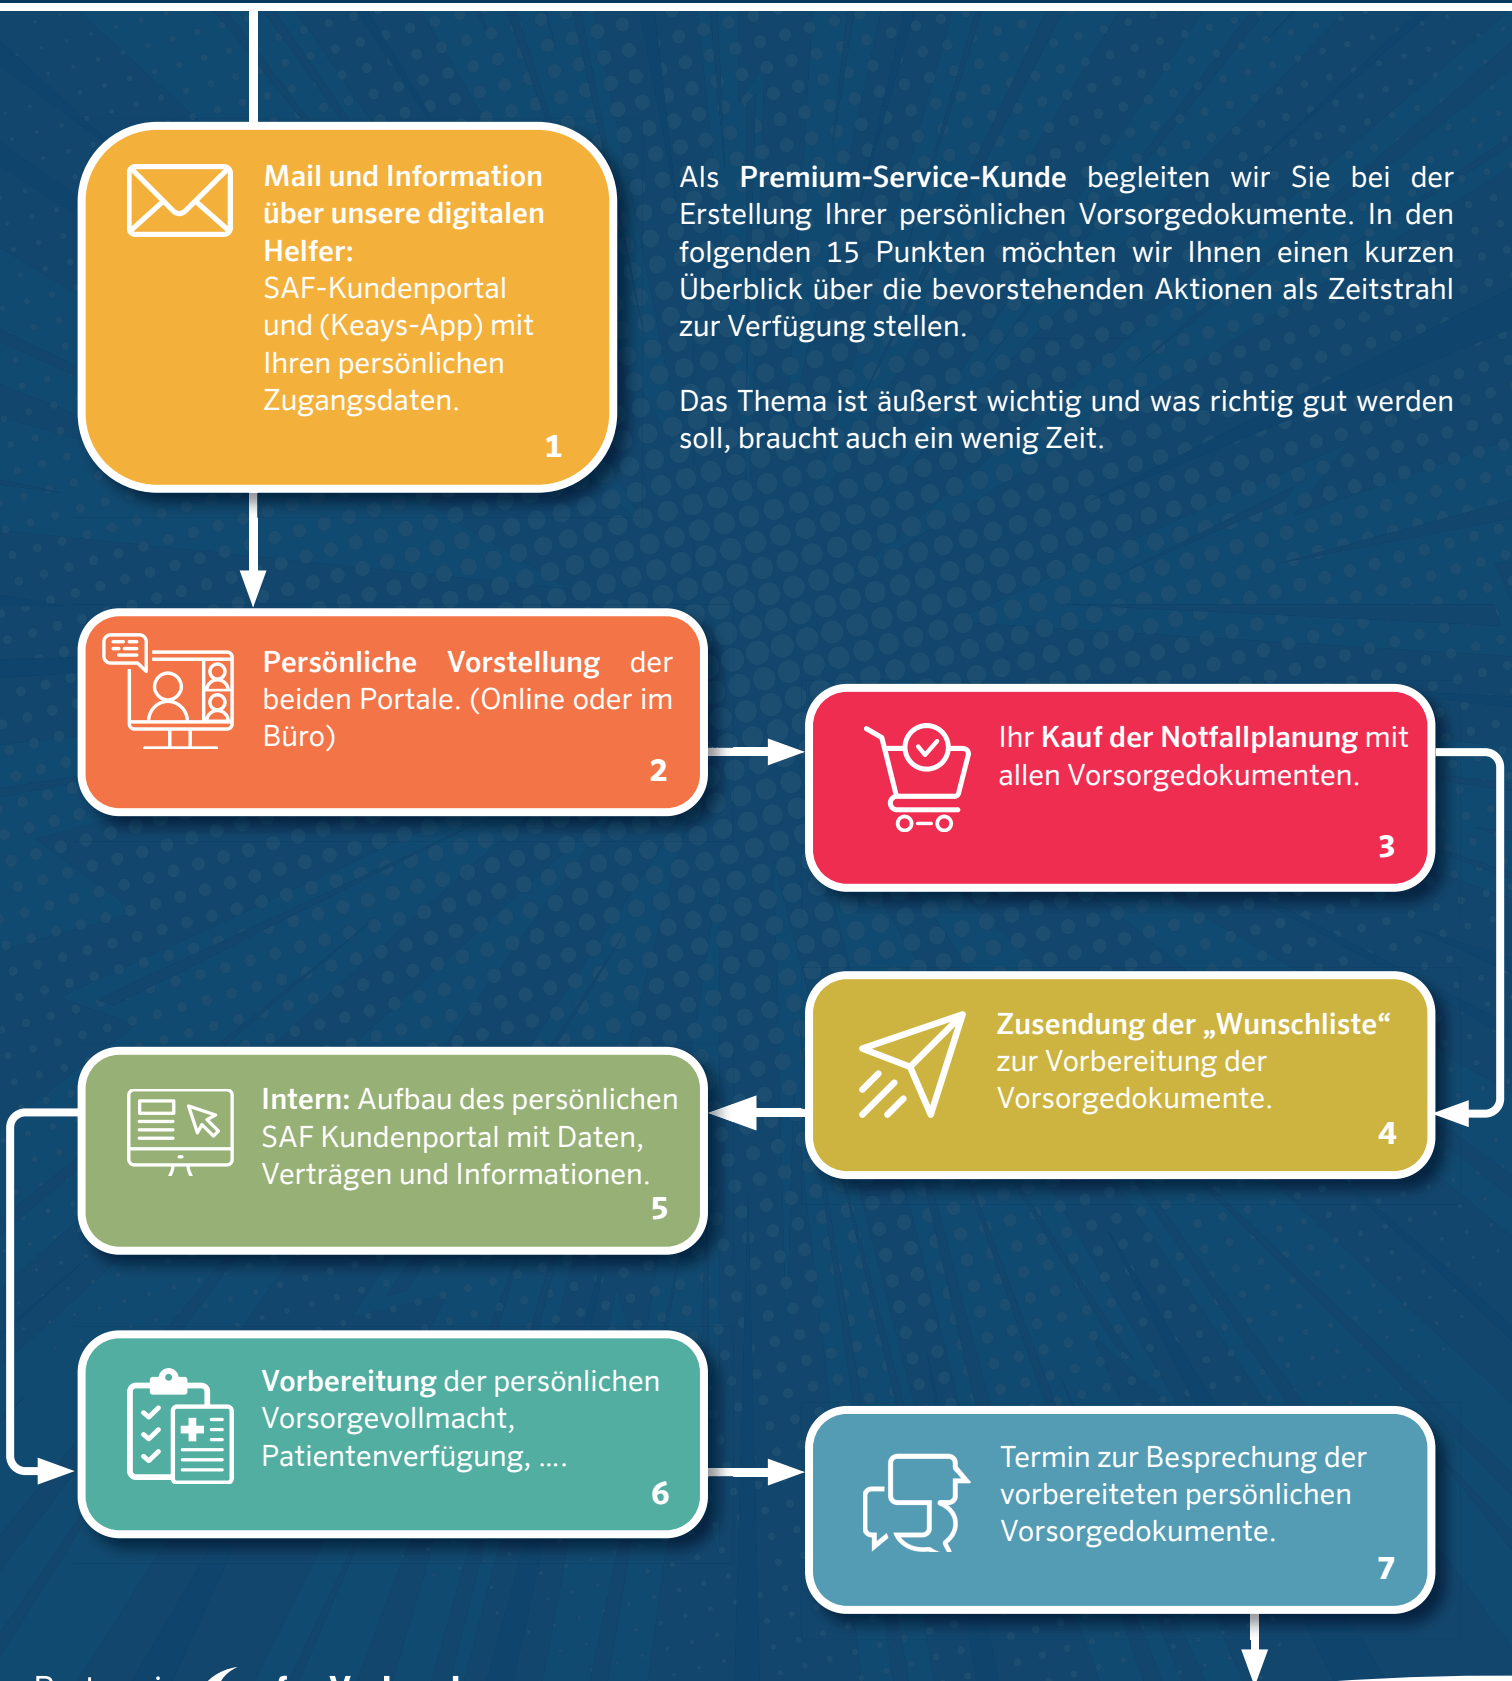 Mail und Information
über unsere digitalen
Helfer:
SAF-Kundenportal
und (Keays-App) mit
Ihren persönlichen
Zugangsdaten.
1
Als Premium-Service-Kunde begleiten wir Sie bei der
Erstellung Ihrer persönlichen Vorsorgedokumente. In den
folgenden 15 Punkten möchten wir Ihnen einen kurzen
Überblick über die bevorstehenden Aktionen als Zeitstrahl
zur Verfügung stellen.
Das Thema ist äußerst wichtig und was richtig gut werden
soll, braucht auch ein wenig Zeit.
Persönliche Vorstellung der
beiden Portale. (Online oder im
Büro)
2
Ihr Kauf der Notfallplanung mit
allen Vorsorgedokumenten.
3
Zusendung der „Wunschliste“
zur Vorbereitung der
Vorsorgedokumente.
4
Intern: Aufbau des persönlichen
SAF Kundenportal mit Daten,
Verträgen und Informationen.
5
Vorbereitung der persönlichen
Vorsorgevollmacht,
Patientenverfügung, ....
6
Termin zur Besprechung der
vorbereiteten persönlichen
Vorsorgedokumente.
7